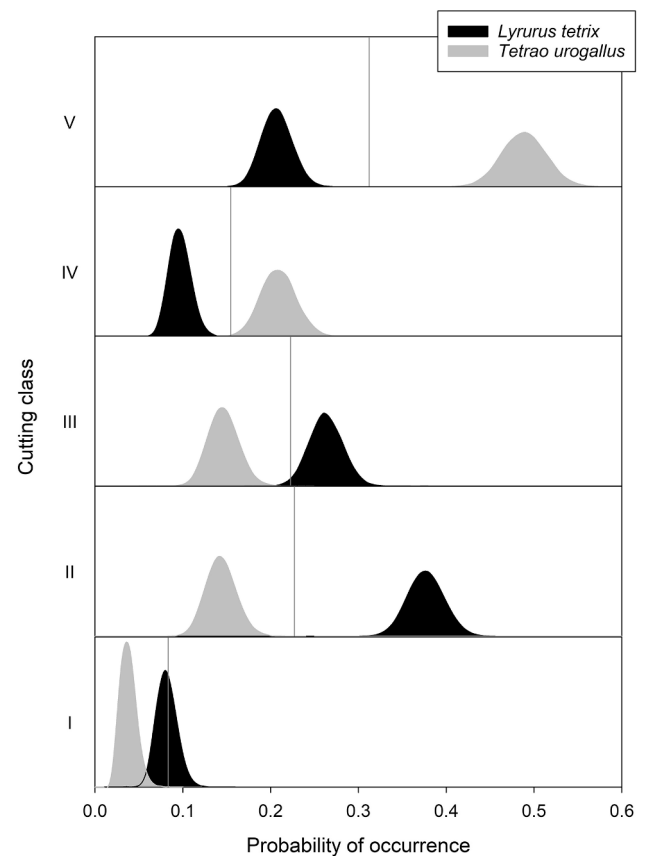 Lyrurus tetrix
Tetrao urogallus
V
IV
III
II
I
Cutting class
0.0 0.1 0.2 0.3 0.4 0.5 0.6
Probability of occurrence